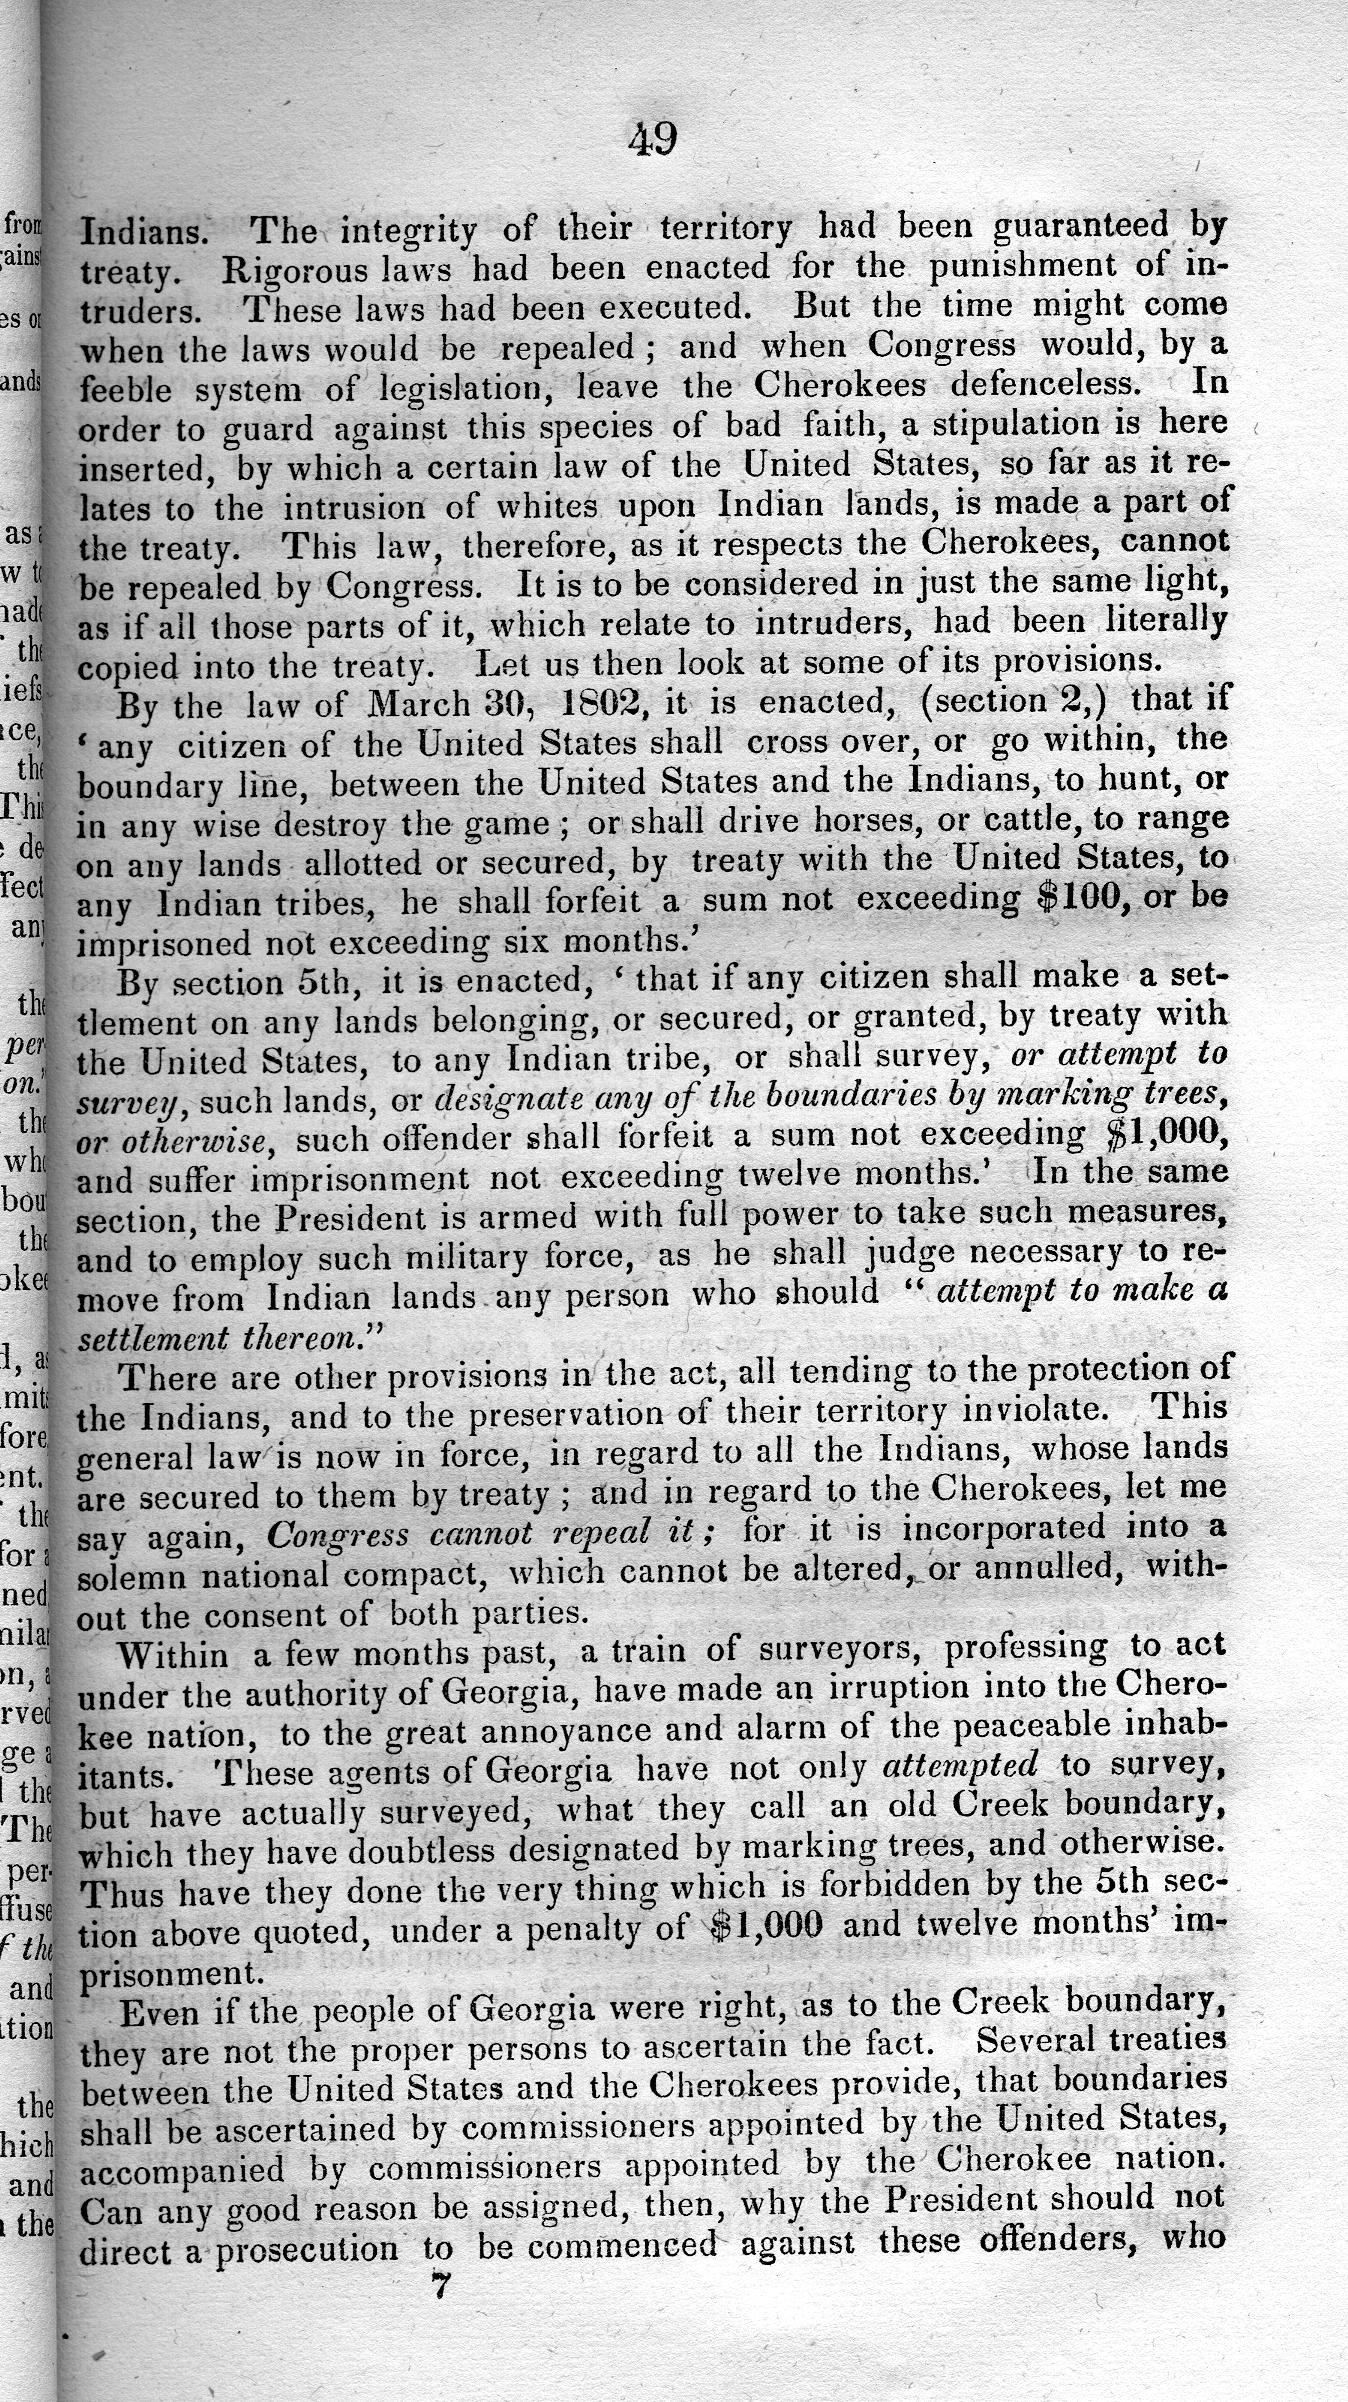 49
Indians. The integrity of their territory had been guaranteed by
treaty. Rigorous laws had been enacted for the punishment of in-
truders. These laws had been executed. But the time might come
when the laws would be repealed ; and when Congress would, by a
feeble system of legislation, leave the Cherokees defenceless. In
order to guard against this species of bad faith, a stipulation is here
inserted, by which a certain law of the United States, so far as it re-
lates to the intrusion of whites upon Indian lands, is made a part of
the treaty. This law, therefore, as it respects the Cherokees, cannot
be repealed by Congress. It is to be considered in just the same light,
as if all those parts of it, which relate to intruders, had been literally
copied into the treaty. Let us then look at some of its provisions.
By the law of March 30, 1802, it is enacted, (section 2,) that if
‘ any citizen of the United States shall cross over, or go within, the
boundary line, between the United States and the Indians, to hunt, or
in any wise destroy the game ; or shall drive horses, or cattle, to range
on any lands allotted or secured, by treaty with the United States, to
any Indian tribes, he shall forfeit a sum not exceeding $100, or be
imprisoned not exceeding six months.’
By section 5th, it is enacted, ‘ that if any citizen shall make a set-
tlement on any lands belonging, or secured, or granted, by treaty with
the United States, to any Indian tribe, or shall survey, or attempt to
survey, such lands, or designate any of the boundaries by marking trees,
or otherwise, such offender shall forfeit a sum not exceeding $1,000,
and suffer imprisonment not exceeding twelve months.’ In the same
section, the President is armed with full power to take such measures,
and to employ such military force, as he shall judge necessary to re-
move from Indian lands any person who should “ attempt to make a
settlement thereon.”
There are other provisions in the act, all tending to the protection of
the Indians, and to the preservation of their territory inviolate. This
general law is now in force, in regard to all the Indians, whose lands
are secured to them by treaty ; and in regard to the Cherokees, let me
say again, Congress cannot repeal it ; for it is incorporated into a
solemn national compact, which cannot be altered, or annulled, with-
out the consent of both parties.
Within a few months past, a train of surveyors, professing to act
under the authority of Georgia, have made an irruption into the Chero-
kee nation, to the great annoyance and alarm of the peaceable inhab-
itants. These agents of Georgia have not only attempted to survey,
but have actually surveyed, what they call an old Creek boundary,
which they have doubtless designated by marking trees, and otherwise.
Thus have they done the very thing which is forbidden by the 5th sec-
tion above quoted, under a penalty of $1,000 and twelve months’ im-
prisonment.
Even if the people of Georgia were right, as to the Creek boundary,
they are not the proper persons to ascertain the fact. Several treaties
between the United States and the Cherokees provide, that boundaries
shall be ascertained by commissioners appointed by the United States,
accompanied by commissioners appointed by the Cherokee nation.
Can any good reason be assigned, then, why the President should not
direct a prosecution to be commenced against these offenders, who
7